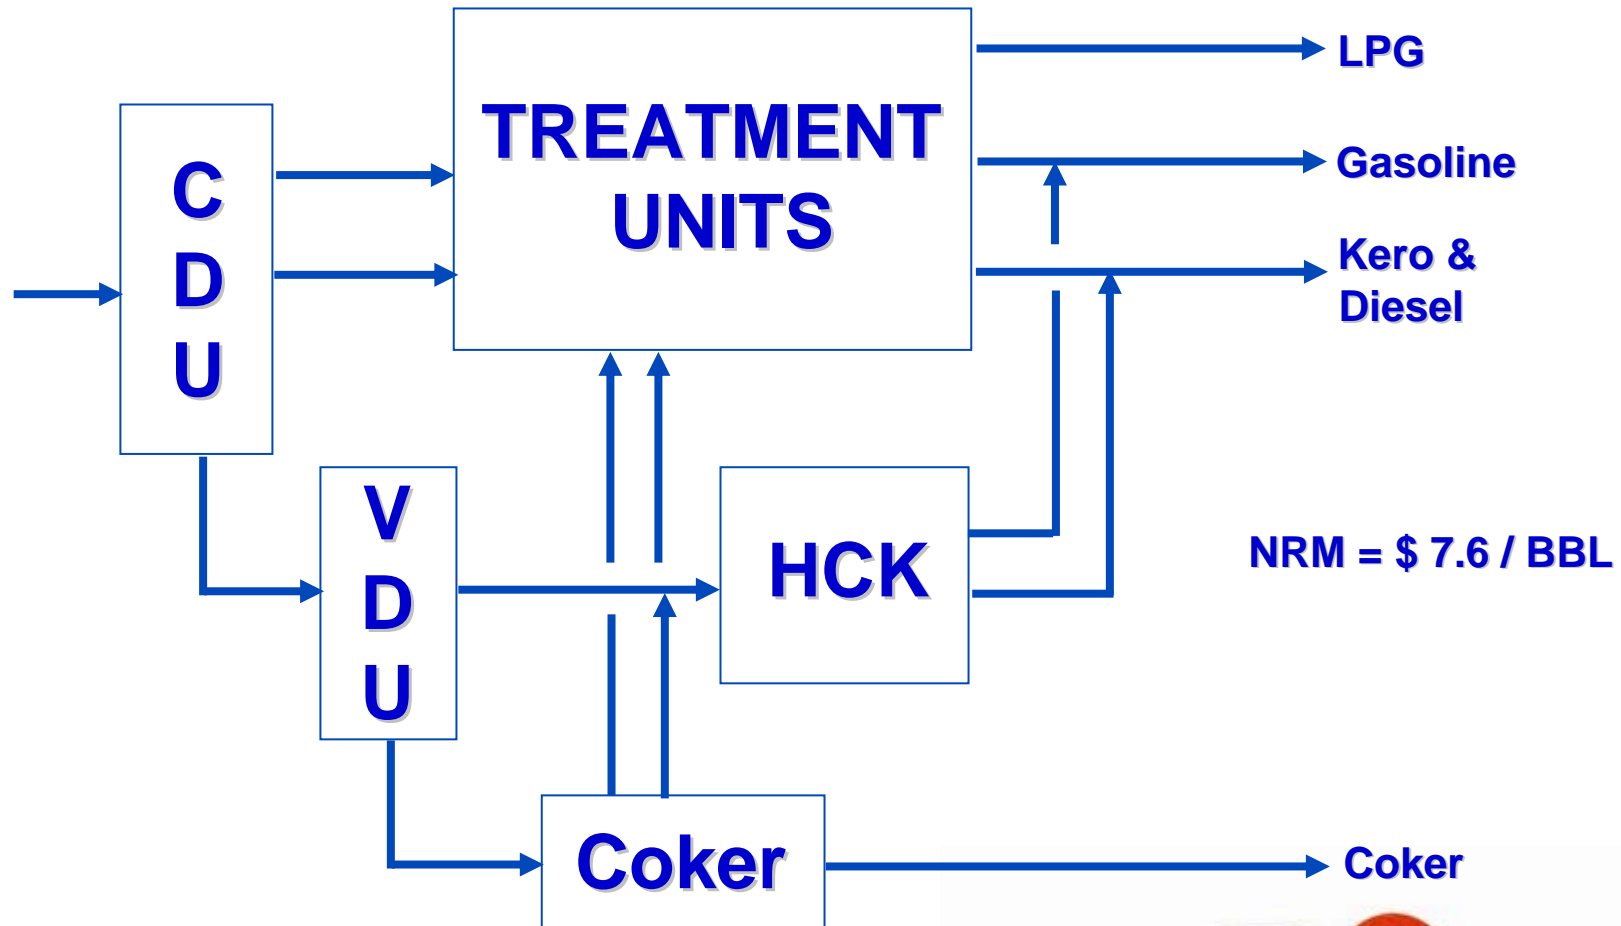 LPG
TREATMENT
UNITS
C
D
U
Gasoline
Kero &
Diesel
V
D
U
HCK
NRM = $ 7.6 / BBL
Coker
Coker